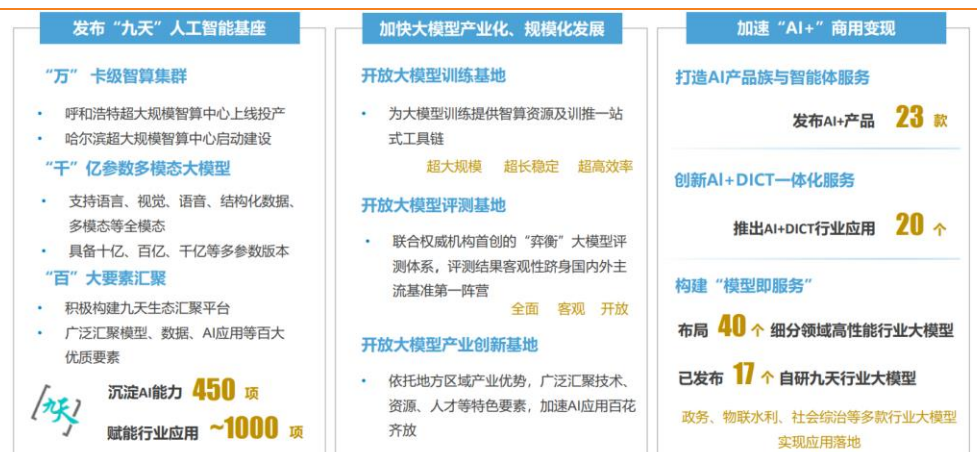 发布“九天”人工智能基座
“万”卡级智算集群
• 呼和浩特超大规模智算中心上线投产
• 哈尔滨超大规模智算中心启动建设
“千”亿参数多模态大模型
• 支持语言、视觉、语音、结构化数据、
多模态等全模态
• 具备十亿、百亿、千亿等多参数版本
“百”大要素汇聚
• 积极构建九天生态汇聚平台
• 广泛汇聚模型、数据、AI应用等百大
优质要素
九天
沉淀AI能力 450 项
赋能行业应用 ~1000 项
加快大模型产业化、规模化发展
开放大模型训练基地
• 为大模型训练提供智算资源及训推一站
式工具链
超大规模 超长稳定 超高效率
开放大模型评测基地
• 联合权威机构首创的“弈衡”大模型评
测体系，评测结果客观性跻身国内外主
流基准第一阵营
全面 客观 开放
开放大模型产业创新基地
• 依托地方区域产业优势，广泛汇聚技术、
资源、人才等特色要素，加速AI应用百花
齐放
加速“AI+”商用变现
打造AI产品族与智能体服务
发布AI+产品 23 款
创新AI+DICT一体化服务
推出AI+DICT行业应用 20 个
构建“模型即服务”
布局 40 个 细分领域高性能行业大模型
已发布 17 个 自研九天行业大模型
政务、物联水利、社会综治等多款行业大模型
实现应用落地